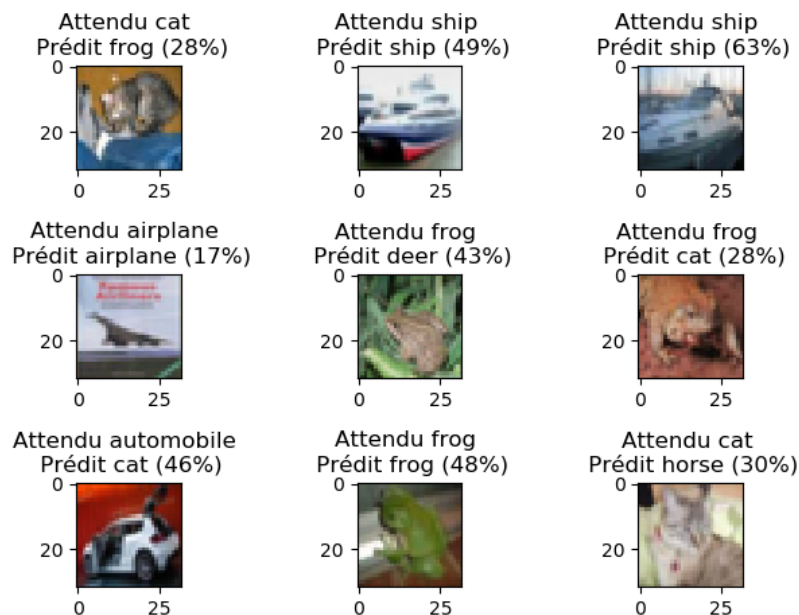 Attendu cat
Prédit frog (28%)
Attendu ship
Prédit ship (49%)
Attendu ship
Prédit ship (63%)
0
20
0 25
0
20
0 25
0
20
0 25
Attendu airplane
Prédit airplane (17%)
Attendu frog
Prédit deer (43%)
Attendu frog
Prédit cat (28%)
0
20
0 25
0
20
0 25
0
20
0 25
Attendu automobile
Prédit cat (46%)
Attendu frog
Prédit frog (48%)
Attendu cat
Prédit horse (30%)
0
20
0 25
0
20
0 25
0
20
0 25